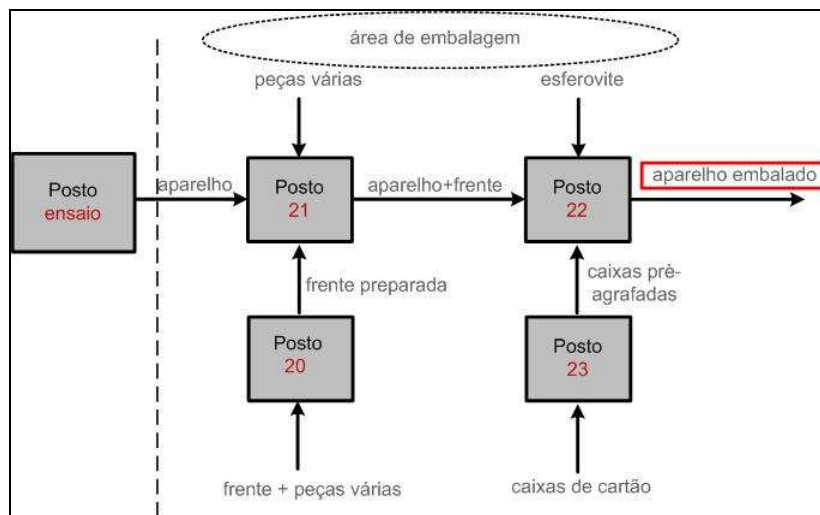 área de embalagem
peças várias
esferovite
Posto
ensaio
aparelho
Posto
21
aparelho+frente
Posto
22
aparelho embalado
frente preparada
caixas prè-
agrafadas
Posto
20
Posto
23
frente + peças várias
caixas de cartão